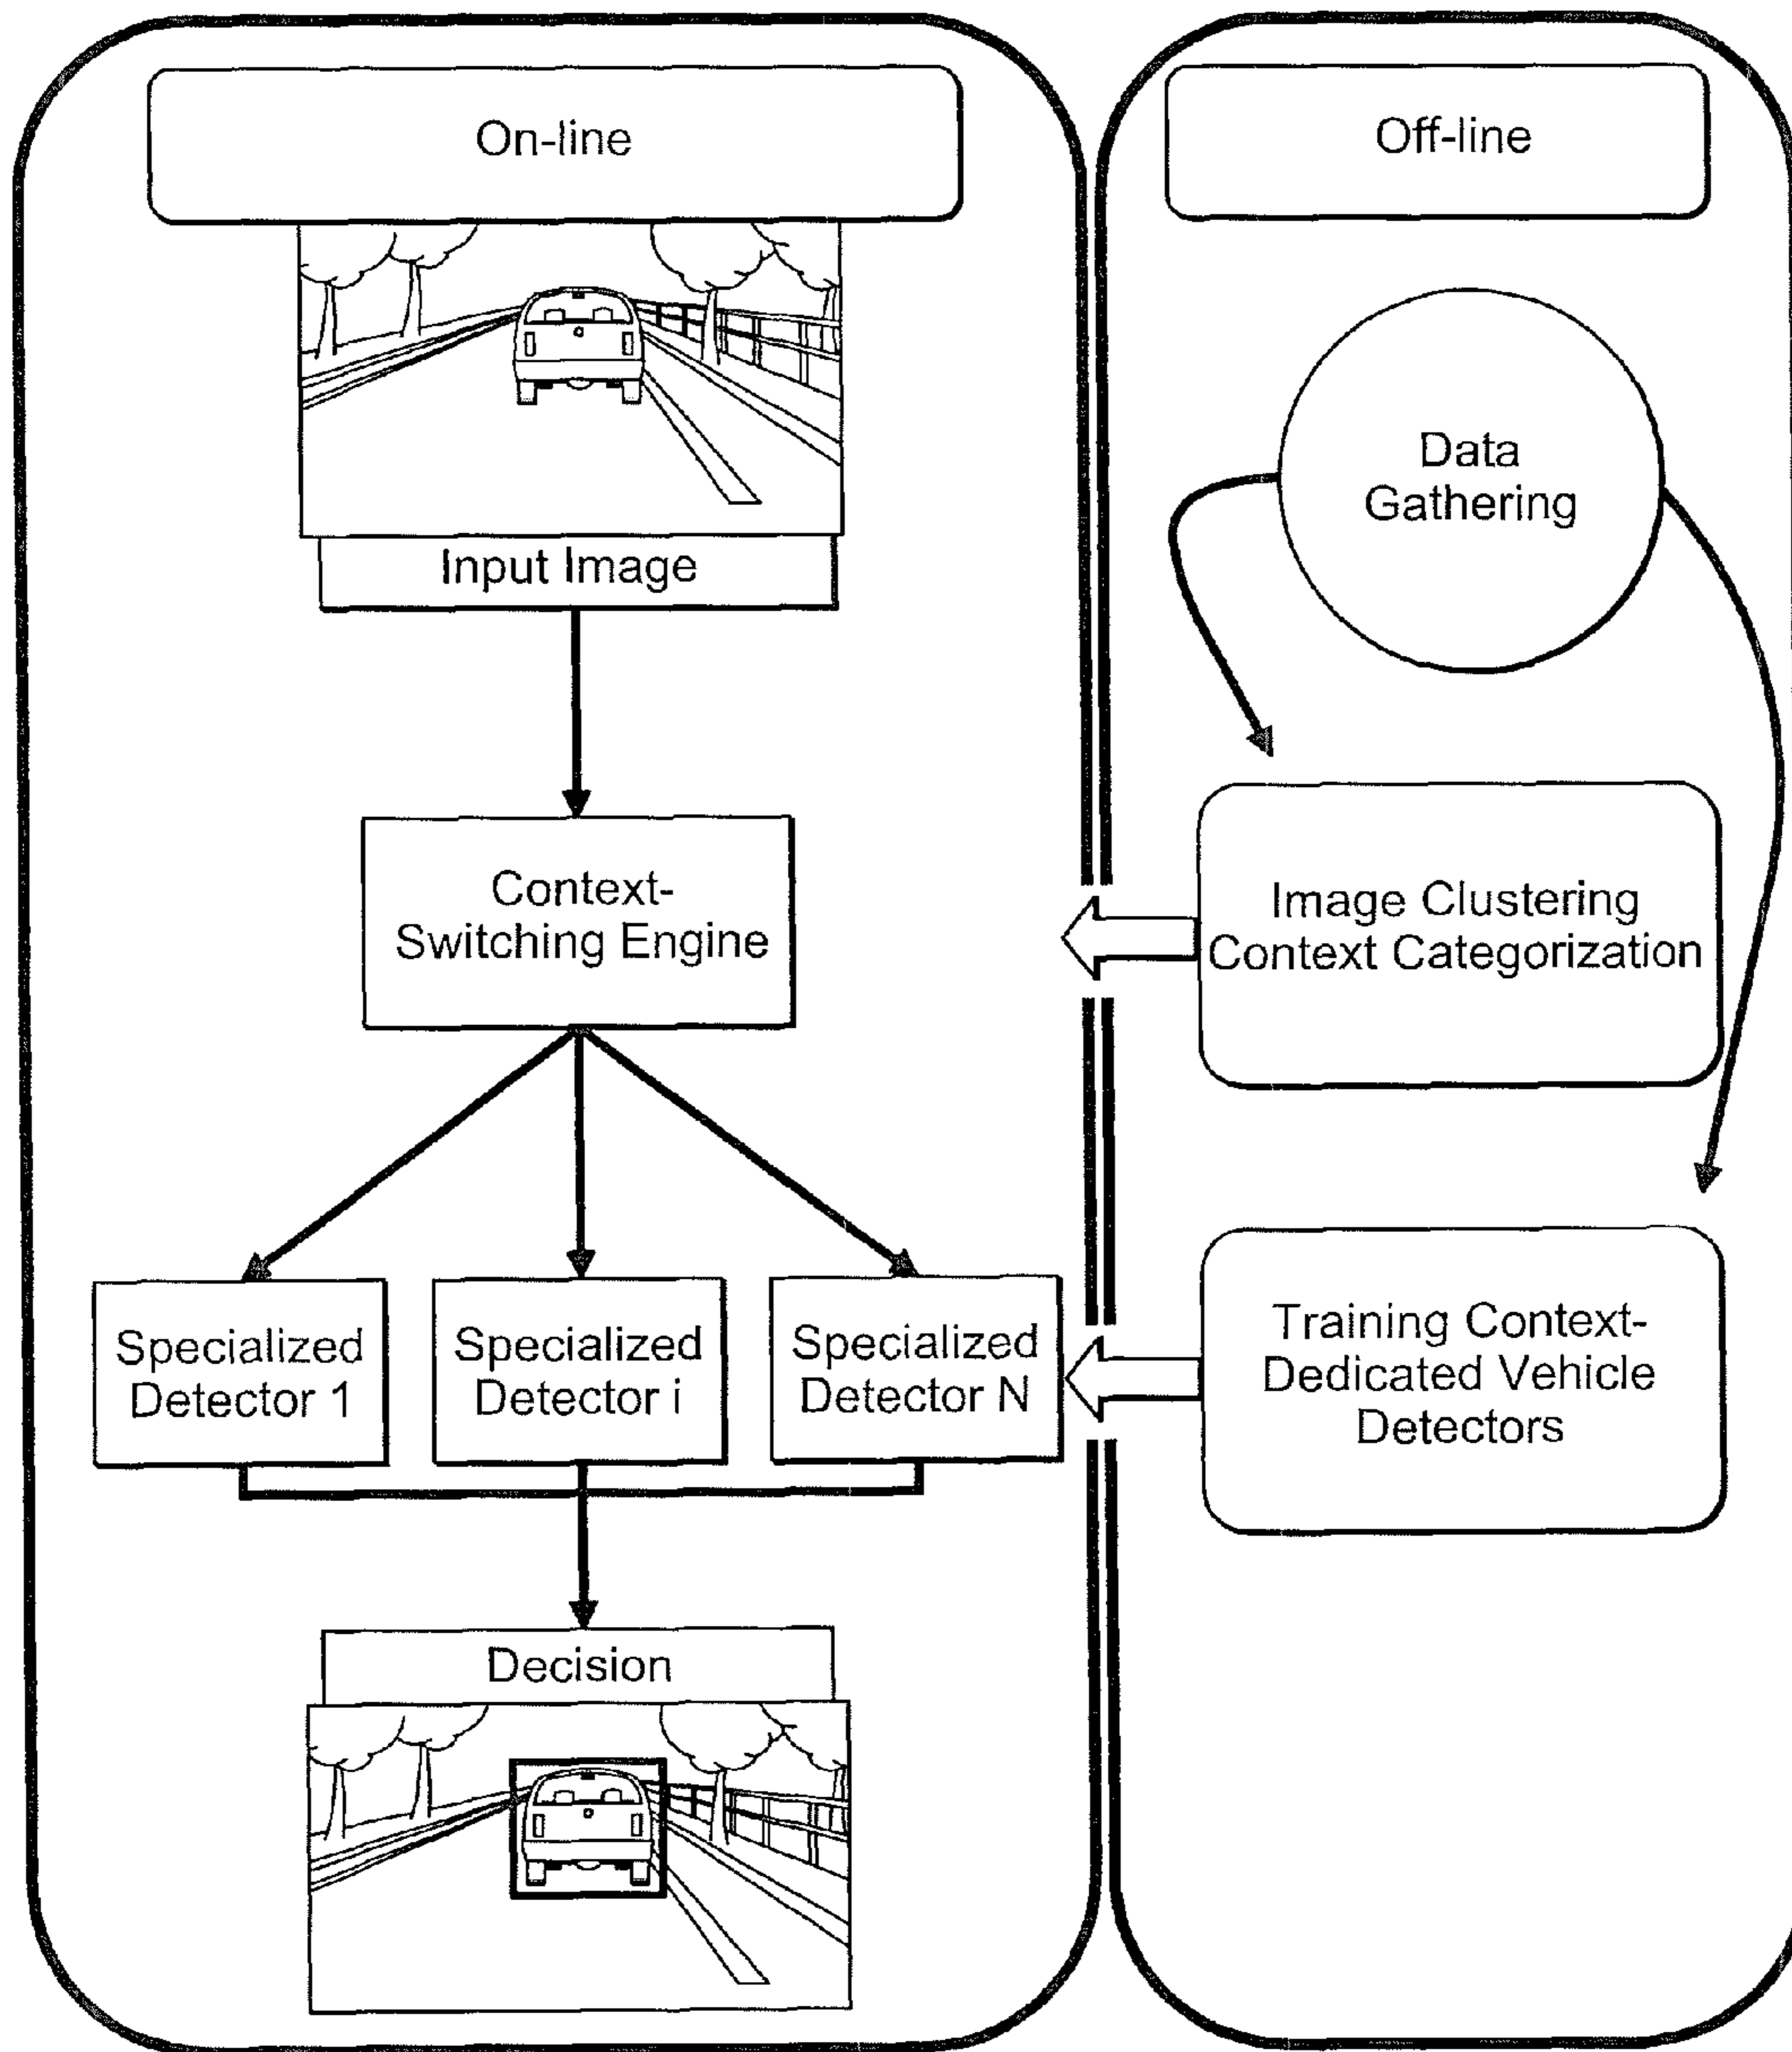 On-line
Input Image
Context-
Switching Engine
Specialized
Detector 1
Specialized
Detector i
Specialized
Detector N
Decision
Off-line
Data
Gathering
Image Clustering
Context Categorization
Training Context-
Dedicated Vehicle
Detectors